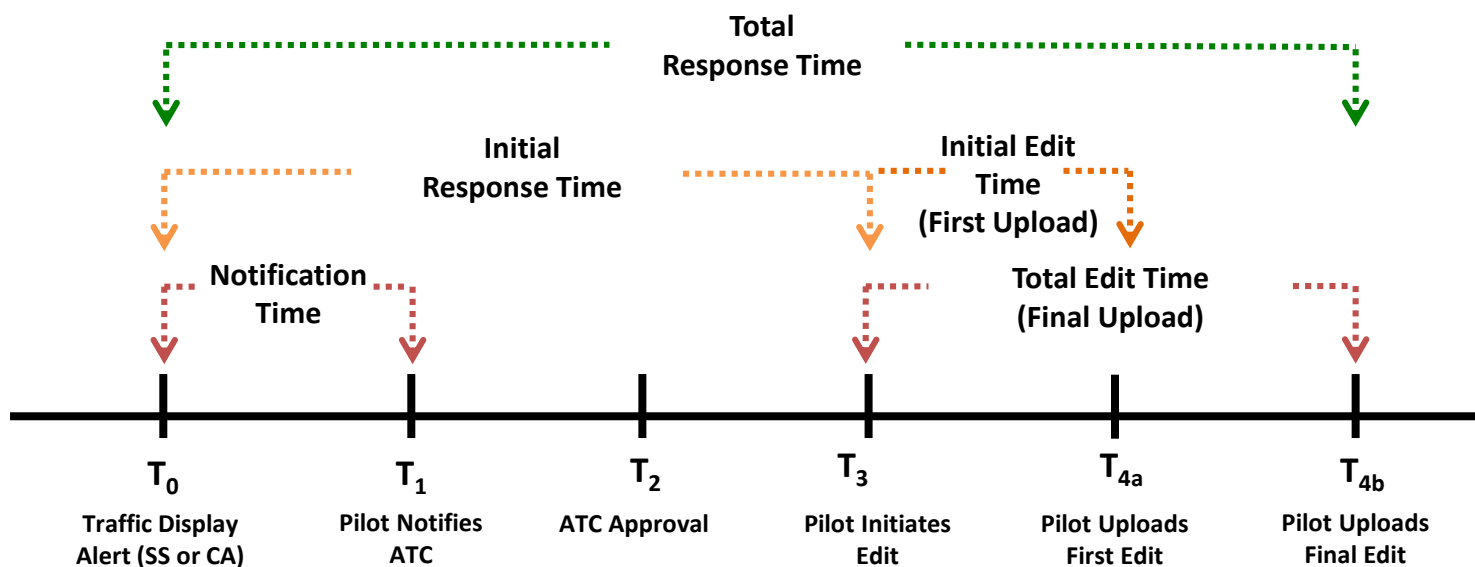 Total
Response Time
Initial
Response Time
Initial Edit
Time
(First Upload)
Notification
Time
Total Edit Time
(Final Upload)
T0
T1
T2
T3
T4a
T4b
Traffic Display
Alert (SS or CA)
Pilot Notifies
ATC
ATC Approval
Pilot Initiates
Edit
Pilot Uploads
First Edit
Pilot Uploads
Final Edit